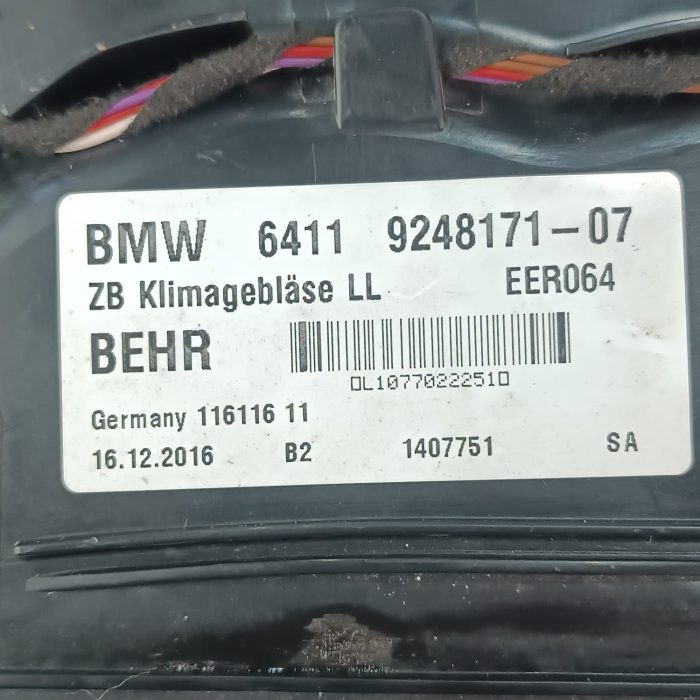 BMW 6411 9248171-07
ZB Klimagebläse LL EER064
BEHR
0L10770222510
Germany 116116 11
16.12.2016 B2 1407751 SA